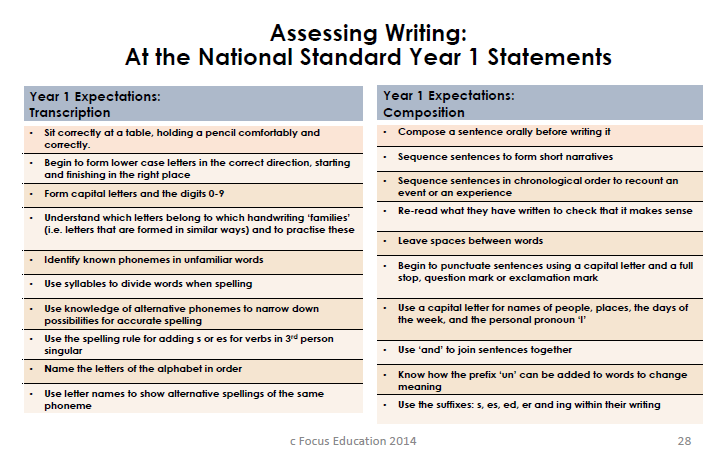 Assessing Writing:
At the National Standard Year 1 Statements
Year 1 Expectations:
Transcription
• Sit correctly at a table, holding a pencil comfortably and
correctly.
• Begin to form lower case letters in the correct direction, starting
and finishing in the right place
• Form capital letters and the digits 0-9
• Understand which letters belong to which handwriting ‘families’
(i.e. letters that are formed in similar ways) and to practise these
• Identify known phonemes in unfamiliar words
• Use syllables to divide words when spelling
• Use knowledge of alternative phonemes to narrow down
possibilities for accurate spelling
• Use the spelling rule for adding s or es for verbs in 3rd person
singular
• Name the letters of the alphabet in order
• Use letter names to show alternative spellings of the same
phoneme
Year 1 Expectations:
Composition
• Compose a sentence orally before writing it
• Sequence sentences to form short narratives
• Sequence sentences in chronological order to recount an
event or an experience
• Re-read what they have written to check that it makes sense
• Leave spaces between words
• Begin to punctuate sentences using a capital letter and a full
stop, question mark or exclamation mark
• Use a capital letter for names of people, places, the days of
the week, and the personal pronoun ‘I’
• Use ‘and’ to join sentences together
• Know how the prefix ‘un’ can be added to words to change
meaning
• Use the suffixes: s, es, ed, er and ing within their writing
c Focus Education 2014
28